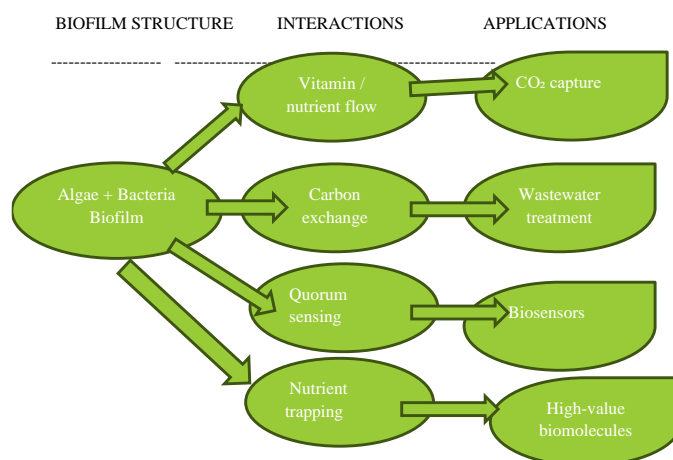 BIOFILM STRUCTURE INTERACTIONS APPLICATIONS
Vitamin /
nutrient flow
CO₂ capture
Algae + Bacteria
Biofilm
Carbon
exchange
Wastewater
treatment
Quorum
sensing
Biosensors
Nutrient
trapping
High-value
biomolecules